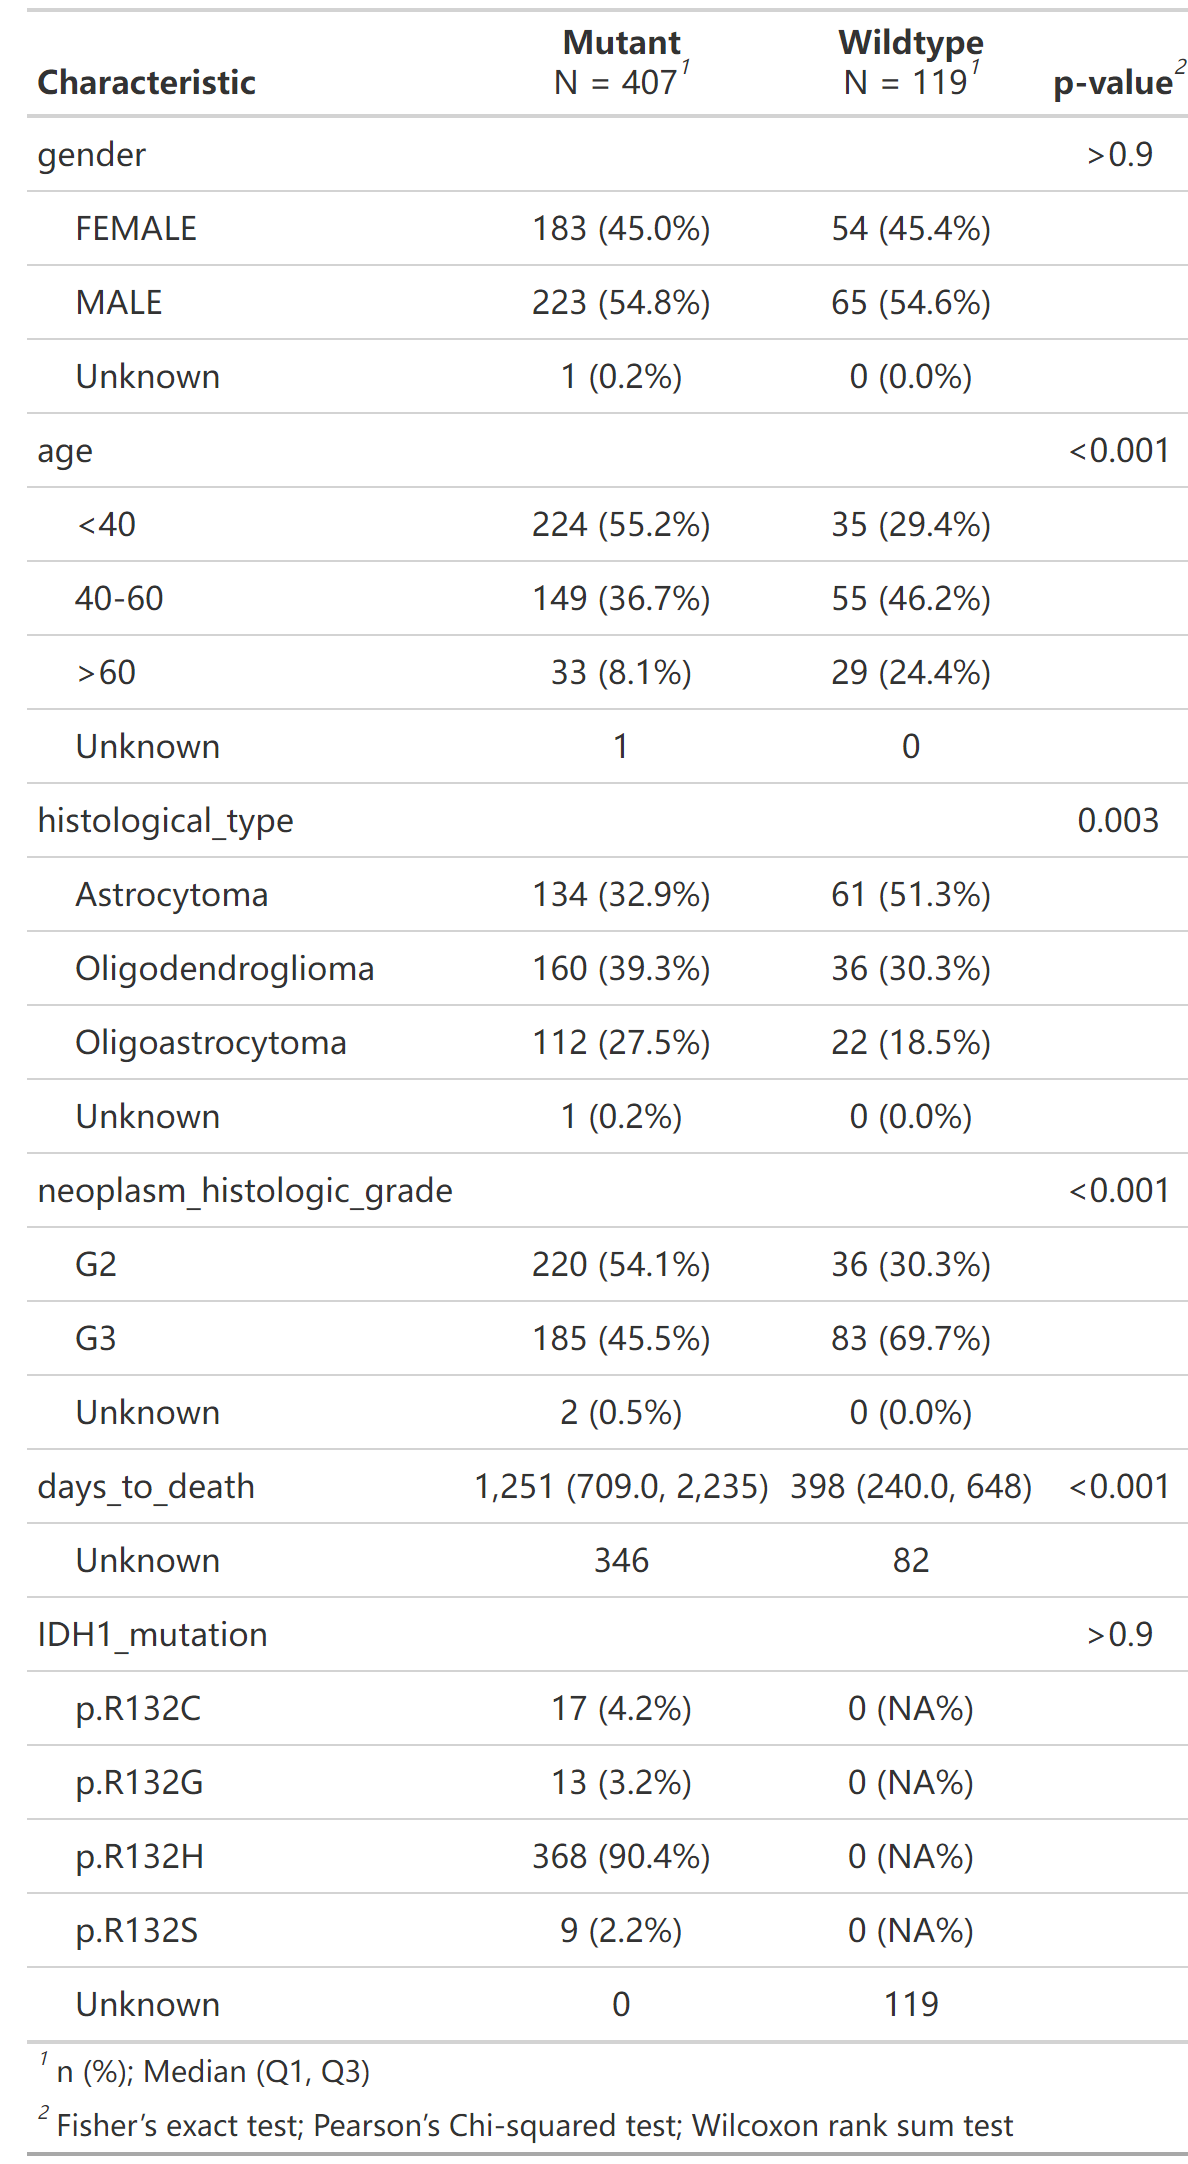 Characteristic Mutant N = 407¹ Wildtype N = 119¹ p-value²
gender >0.9
FEMALE 183 (45.0%) 54 (45.4%)
MALE 223 (54.8%) 65 (54.6%)
Unknown 1 (0.2%) 0 (0.0%)
age <0.001
<40 224 (55.2%) 35 (29.4%)
40-60 149 (36.7%) 55 (46.2%)
>60 33 (8.1%) 29 (24.4%)
Unknown 1 0
histological_type 0.003
Astrocytoma 134 (32.9%) 61 (51.3%)
Oligodendroglioma 160 (39.3%) 36 (30.3%)
Oligoastrocytoma 112 (27.5%) 22 (18.5%)
Unknown 1 (0.2%) 0 (0.0%)
neoplasm_histologic_grade <0.001
G2 220 (54.1%) 36 (30.3%)
G3 185 (45.5%) 83 (69.7%)
Unknown 2 (0.5%) 0 (0.0%)
days_to_death 1,251 (709.0, 2,235) 398 (240.0, 648) <0.001
Unknown 346 82
IDH1_mutation >0.9
p.R132C 17 (4.2%) 0 (NA%)
p.R132G 13 (3.2%) 0 (NA%)
p.R132H 368 (90.4%) 0 (NA%)
p.R132S 9 (2.2%) 0 (NA%)
Unknown 0 119
¹ n (%); Median (Q1, Q3)
² Fisher’s exact test; Pearson’s Chi-squared test; Wilcoxon rank sum test